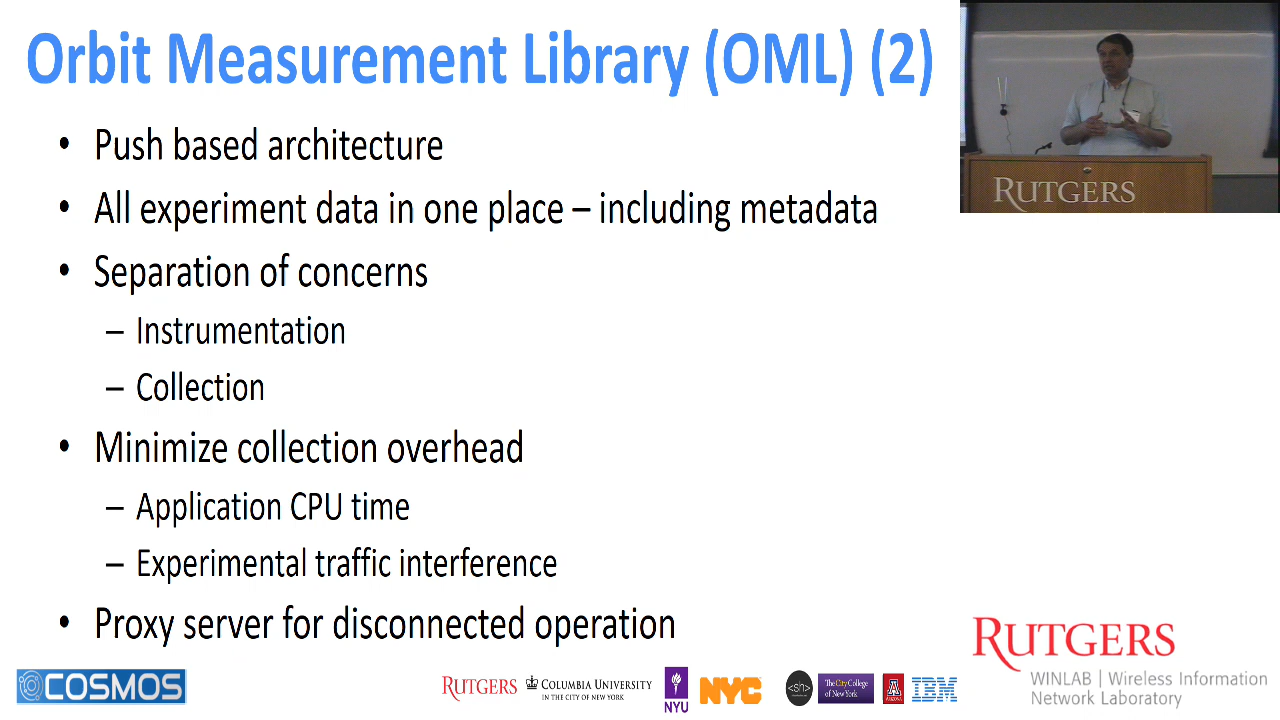 Orbit Measurement Library (OML) (2)
• Push based architecture
• All experiment data in one place – including metadata
• Separation of concerns
– Instrumentation
– Collection
• Minimize collection overhead
– Application CPU time
– Experimental traffic interference
• Proxy server for disconnected operation
RUTGERS
COSMOS
RUTGERS
COLUMBIA UNIVERSITY
IN THE CITY OF NEW YORK
NYU
NYC
</sh>
The City College
of New York
A
ARIZONA
IBM
RUTGERS
WINLAB | Wireless Information
Network Laboratory